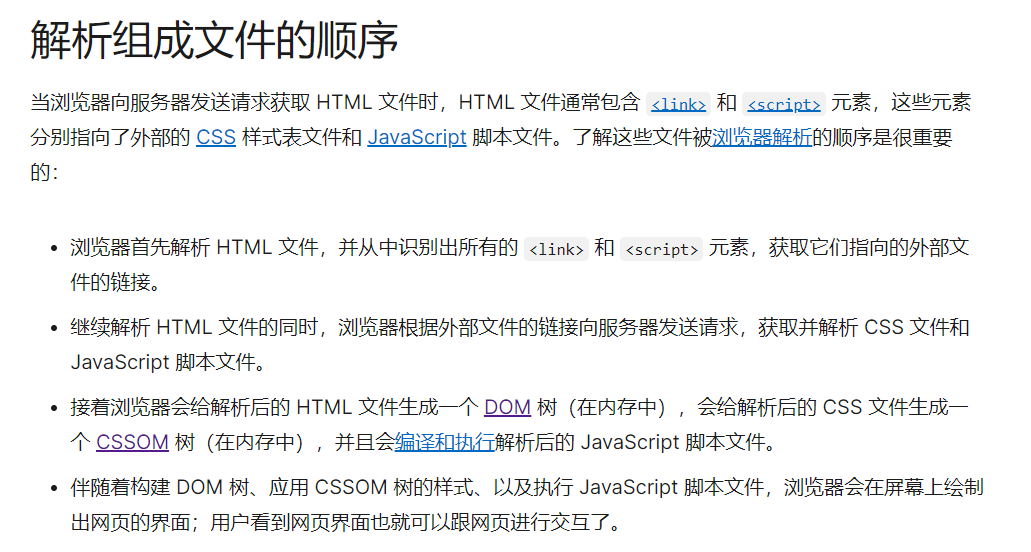 解析组成文件的顺序
当浏览器向服务器发送请求获取 HTML 文件时，HTML 文件通常包含 <link> 和 <script> 元素，这些元素
分别指向了外部的 CSS 样式表文件和 JavaScript 脚本文件。了解这些文件被浏览器解析的顺序是很重要
的：
• 浏览器首先解析 HTML 文件，并从中识别出所有的 <link> 和 <script> 元素，获取它们指向的外部文
件的链接。
• 继续解析 HTML 文件的同时，浏览器根据外部文件的链接向服务器发送请求，获取并解析 CSS 文件和
JavaScript 脚本文件。
• 接着浏览器会给解析后的 HTML 文件生成一个 DOM 树（在内存中），会给解析后的 CSS 文件生成一
个 CSSOM 树（在内存中），并且会编译和执行解析后的 JavaScript 脚本文件。
• 伴随着构建 DOM 树、应用 CSSOM 树的样式、以及执行 JavaScript 脚本文件，浏览器会在屏幕上绘制
出网页的界面；用户看到网页界面也就可以跟网页进行交互了。